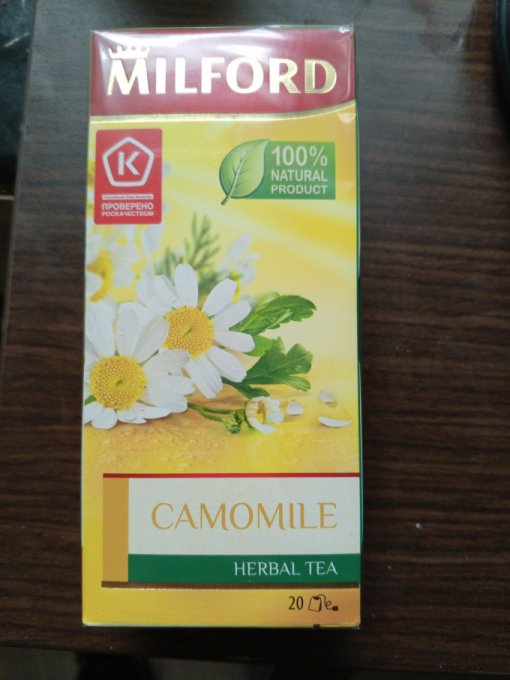 MILFORD
K
ПРОВЕРЕНО
РОСКАЧЕСТВОМ
100%
NATURAL
PRODUCT
CAMOMILE
HERBAL TEA
20